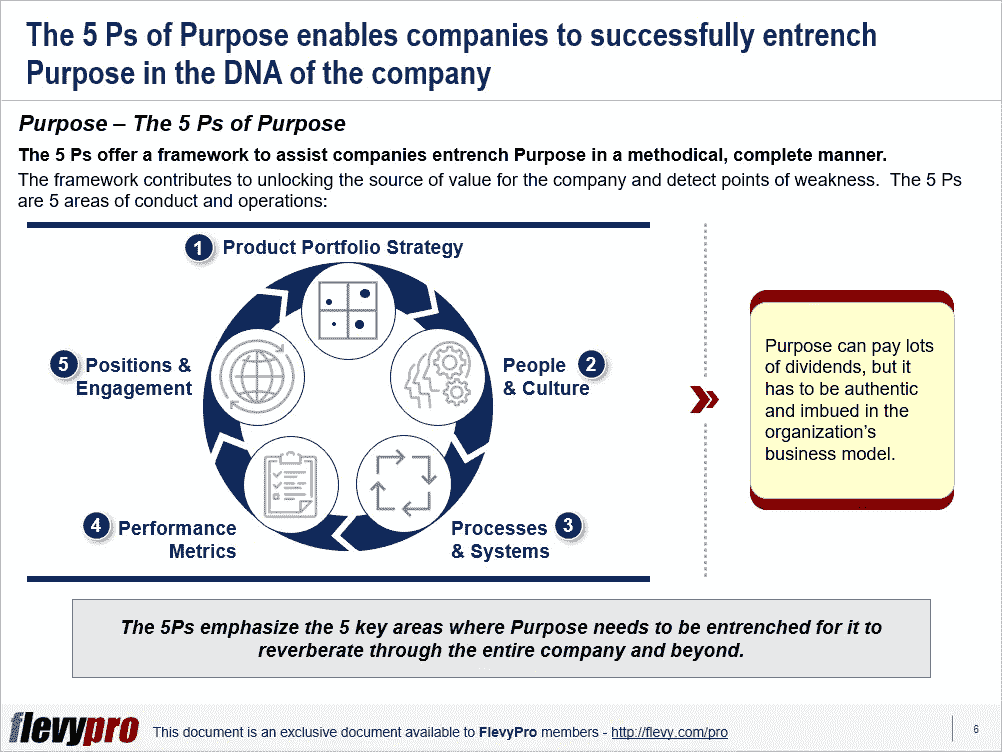 The 5 Ps of Purpose enables companies to successfully entrench
Purpose in the DNA of the company
Purpose – The 5 Ps of Purpose
The 5 Ps offer a framework to assist companies entrench Purpose in a methodical, complete manner.
The framework contributes to unlocking the source of value for the company and detect points of weakness.  The 5 Ps
are 5 areas of conduct and operations:
1 Product Portfolio Strategy
People 2
& Culture
Processes 3
& Systems
4 Performance
Metrics
5 Positions &
Engagement
Purpose can pay lots
of dividends, but it
has to be authentic
and imbued in the
organization's
business model.
The 5Ps emphasize the 5 key areas where Purpose needs to be entrenched for it to
reverberate through the entire company and beyond.
flevypro This document is an exclusive document available to FlevyPro members - http://flevy.com/pro
6